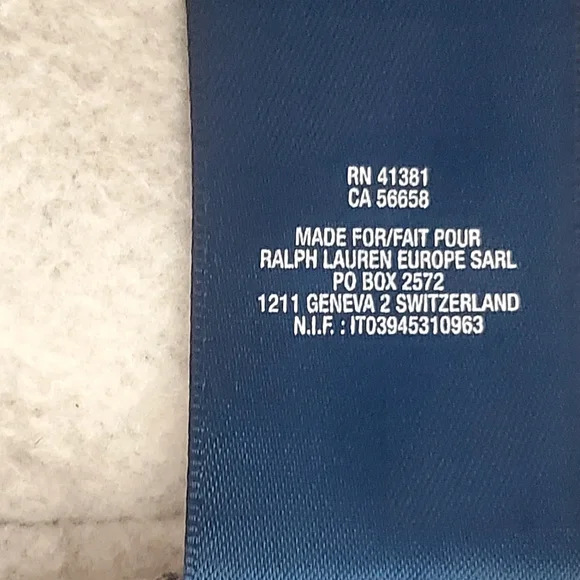 RN 41381
CA 56658
MADE FOR/FAIT POUR
RALPH LAUREN EUROPE SARL
PO BOX 2572
1211 GENEVA 2 SWITZERLAND
N.I.F. : IT03945310963